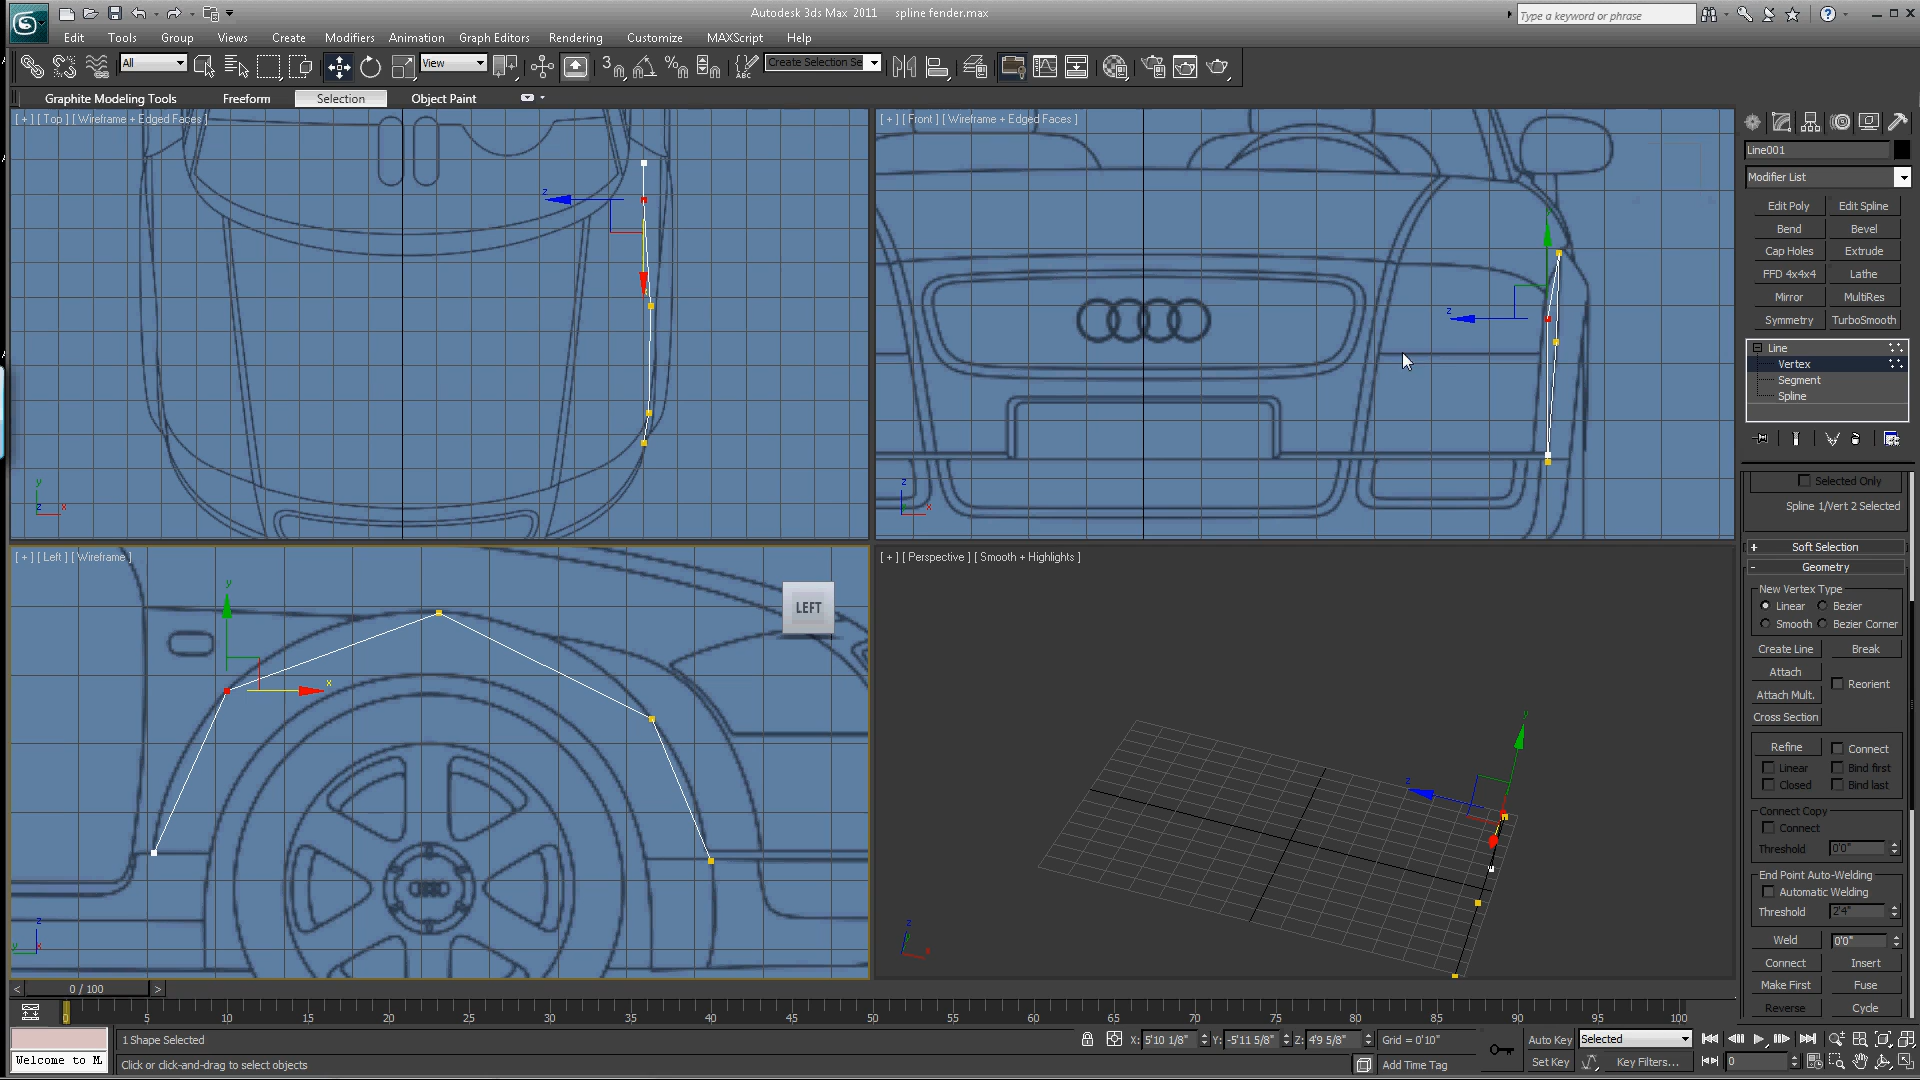 Autodesk 3ds Max 2011    spline fender.max
Type a keyword or phrase
Edit Tools Group Views Create Modifiers Animation Graph Editors Rendering Customize MAXScript Help
All View Create Selection Se
Graphite Modeling Tools Freeform Selection Object Paint
[ + ] [ Top ] [ Wireframe + Edged Faces ]
[ + ] [ Front ] [ Wireframe + Edged Faces ]
Line001
Modifier List
Edit Poly Edit Spline
Bend Bevel
Cap Holes Extrude
FFD 4x4x4 Lathe
Mirror MultiRes
Symmetry TurboSmooth
Line
Vertex
Segment
Spline
Selected Only
Spline 1/Vert 2 Selected
Soft Selection
Geometry
New Vertex Type
Linear Bezier
Smooth Bezier Corner
Create Line Break
Attach
Reorient
Attach Mult.
Cross Section
Refine Connect
Linear Bind first
Closed Bind last
Connect Copy
Connect
Threshold 0'0"
End Point Auto-Welding
Automatic Welding
Threshold 2'4"
Weld 0'0"
Connect Insert
Make First Fuse
Reverse Cycle
[ + ] [ Left ] [ Wireframe ]
LEFT
[ + ] [ Perspective ] [ Smooth + Highlights ]
< 0 / 100 >
0 5 10 15 20 25 30 35 40 45 50 55 60 65 70 75 80 85 90 95 100
1 Shape Selected
X: 5'10 1/8" Y: -5'11 5/8" Z: 4'9 5/8" Grid = 0'10"
Auto Key Selected
Welcome to M
Click or click-and-drag to select objects
Add Time Tag
Set Key Key Filters... 0